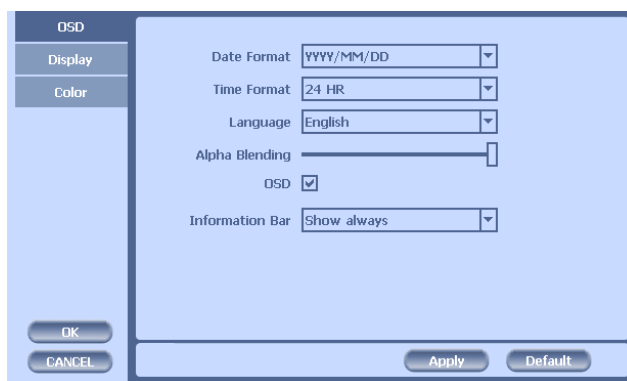 OSD
Display
Color
Date Format YYYY/MM/DD
Time Format 24 HR
Language English
Alpha Blending
OSD
Information Bar Show always
OK
CANCEL
Apply Default